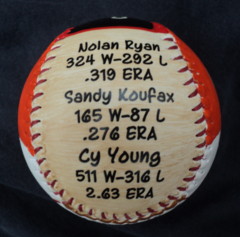 Nolan Ryan
324 W-292 L
.319 ERA
Sandy Koufax
165 W-87 L
.276 ERA
Cy Young
511 W-316 L
2.63 ERA